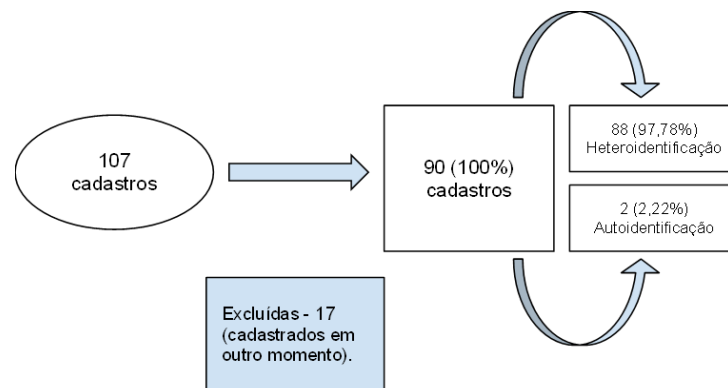 107
cadastros
90 (100%)
cadastros
88 (97,78%)
Heteroidentificação
2 (2,22%)
Autoidentificação
Excluídas - 17
(cadastrados em
outro momento).